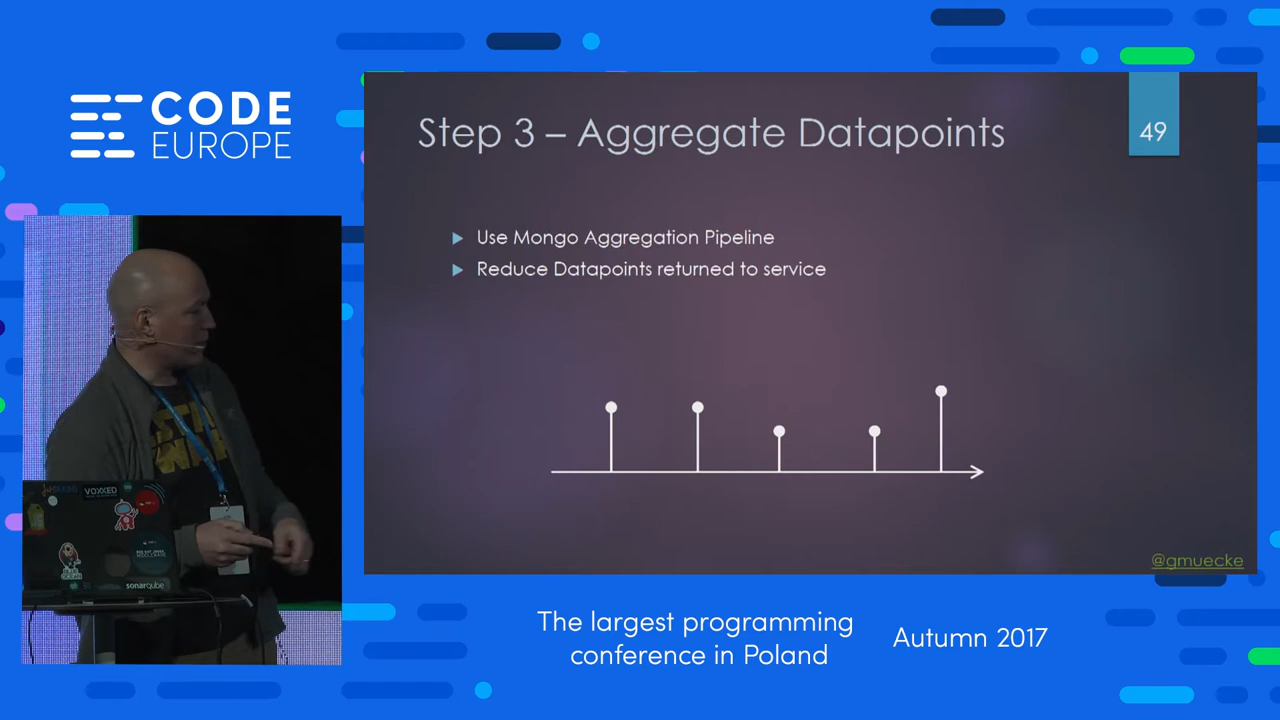 CODE
EUROPE
Step 3 – Aggregate Datapoints
49
Use Mongo Aggregation Pipeline
Reduce Datapoints returned to service
@gmuecke
VOXXED
sonarqube
The largest programming
conference in Poland
Autumn 2017